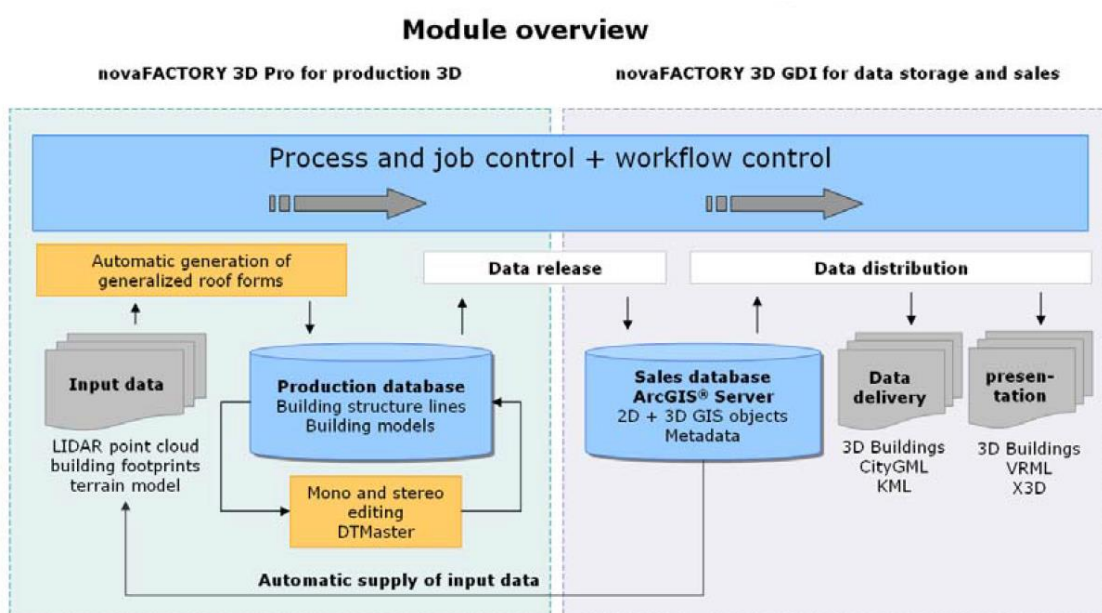 Module overview
novaFACTORY 3D Pro for production 3D
novaFACTORY 3D GDI for data storage and sales
Process and job control + workflow control
Automatic generation of
generalized roof forms
Data release
Data distribution
Input data
LIDAR point cloud
building footprints
terrain model
Production database
Building structure lines
Building models
Mono and stereo
editing
DTMaster
Sales database
ArcGIS® Server
2D + 3D GIS objects
Metadata
Data
delivery
3D Buildings
CityGML
KML
presen-
tation
3D Buildings
VRML
X3D
Automatic supply of input data